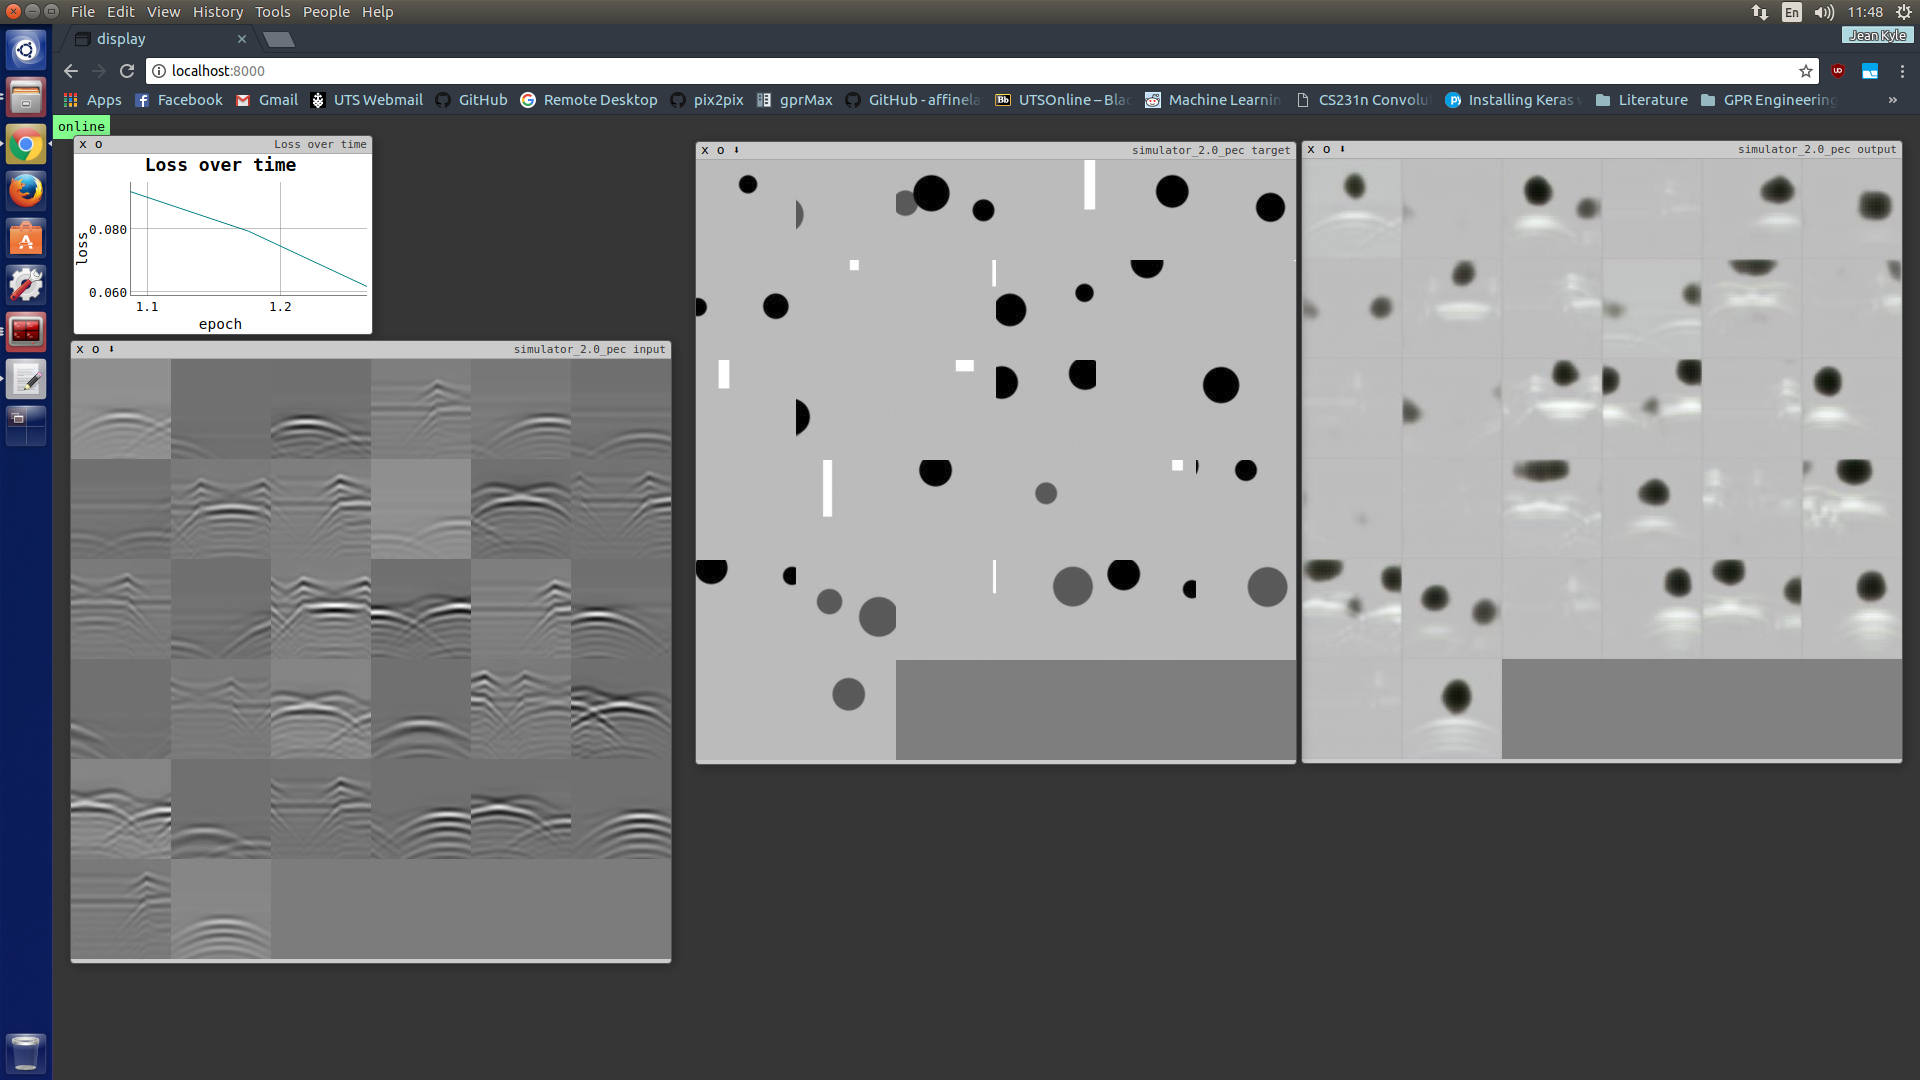 File Edit View History Tools People Help
En 11:48
display
Jean Kyle
localhost:8000
Apps Facebook Gmail UTS Webmail GitHub Remote Desktop pix2pix gprMax GitHub - affinela UTSOnline – Blac Machine Learnin CS231n Convolu Installing Keras Literature GPR Engineering »
online
x o Loss over time
Loss over time
loss
0.080
0.060
1.1 1.2
epoch
x o simulator_2.0_pec input
x o simulator_2.0_pec target
x o simulator_2.0_pec output